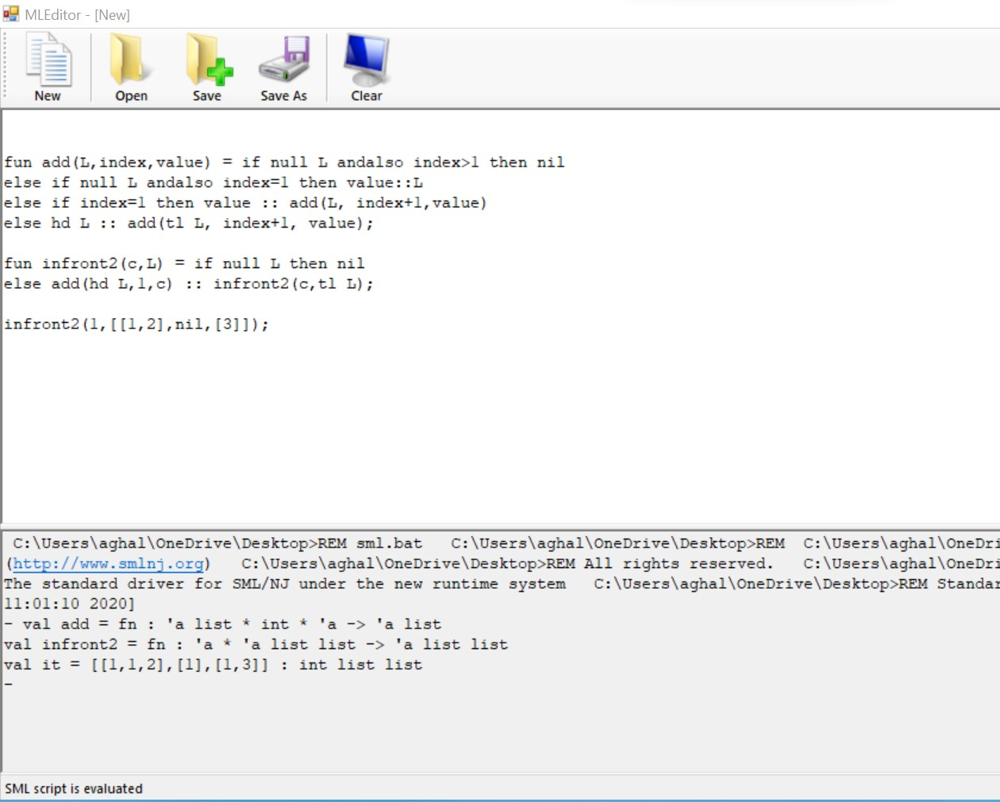 MLEditor - [New]
New Open Save Save As Clear
fun add(L,index,value) = if null L andalso index>1 then nil
else if null L andalso index=1 then value::L
else if index=1 then value :: add(L, index+1,value)
else hd L :: add(tl L, index+1, value);
fun infront2(c,L) = if null L then nil
else add(hd L,1,c) :: infront2(c,tl L);
infront2(1,[[1,2],nil,[3]]);
C:\Users\aghal\OneDrive\Desktop>REM sml.bat C:\Users\aghal\OneDrive\Desktop>REM C:\Users\aghal\OneDri
(http://www.smlnj.org) C:\Users\aghal\OneDrive\Desktop>REM All rights reserved. C:\Users\aghal\OneDri
The standard driver for SML/NJ under the new runtime system C:\Users\aghal\OneDrive\Desktop>REM Standar
11:01:10 2020]
- val add = fn : 'a list * int * 'a -> 'a list
val infront2 = fn : 'a * 'a list list -> 'a list list
val it = [[1,1,2],[1],[1,3]] : int list list
-
SML script is evaluated